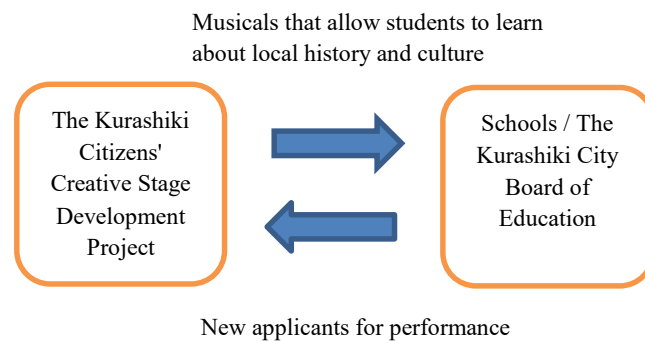 Musicals that allow students to learn
about local history and culture
The Kurashiki
Citizens'
Creative Stage
Development
Project
Schools / The
Kurashiki City
Board of
Education
New applicants for performance